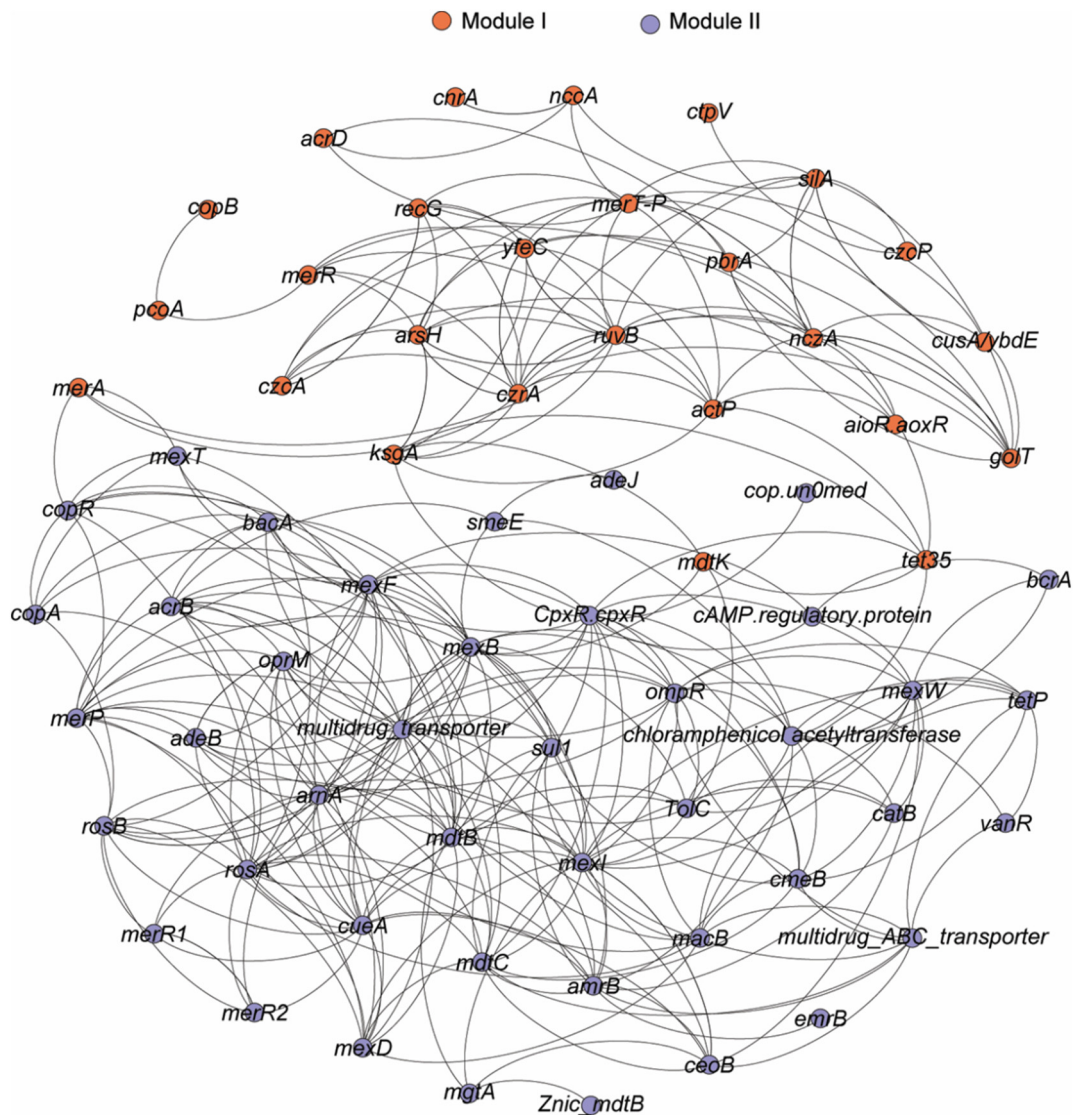 Module I
Module II
cnrA
nccA
ctpV
acrD
silA
recG
merT-P
copB
yfeC
czcP
pbrA
merR
pcoA
arsH
ruvB
nczA
cusA/ybdE
czcA
merA
czrA
actP
aioR.aoxR
ksgA
golT
mexT
adeJ
cop.un0med
copR
bacA
smeE
mdtK
tet35
bcrA
mexF
copA
acrB
CpxR.cpxR
cAMP.regulatory.protein
mexB
oprM
ompR
mexW
tetP
merP
adeB
multidrug_transporter
sul1
chloramphenicol_acetyltransferase
arnA
TolC
catB
vanR
rosB
mdtB
mexI
rosA
cmeB
merR1
cueA
macB
multidrug_ABC_transporter
mdtC
amrB
merR2
emrB
mexD
ceoB
mgtA
Znic_mdtB